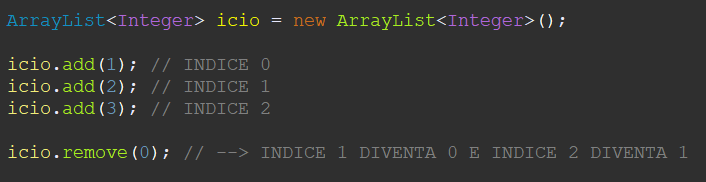 ArrayList<Integer> icio = new ArrayList<Integer>();
icio.add(1); // INDICE 0
icio.add(2); // INDICE 1
icio.add(3); // INDICE 2
icio.remove(0); // --> INDICE 1 DIVENTA 0 E INDICE 2 DIVENTA 1